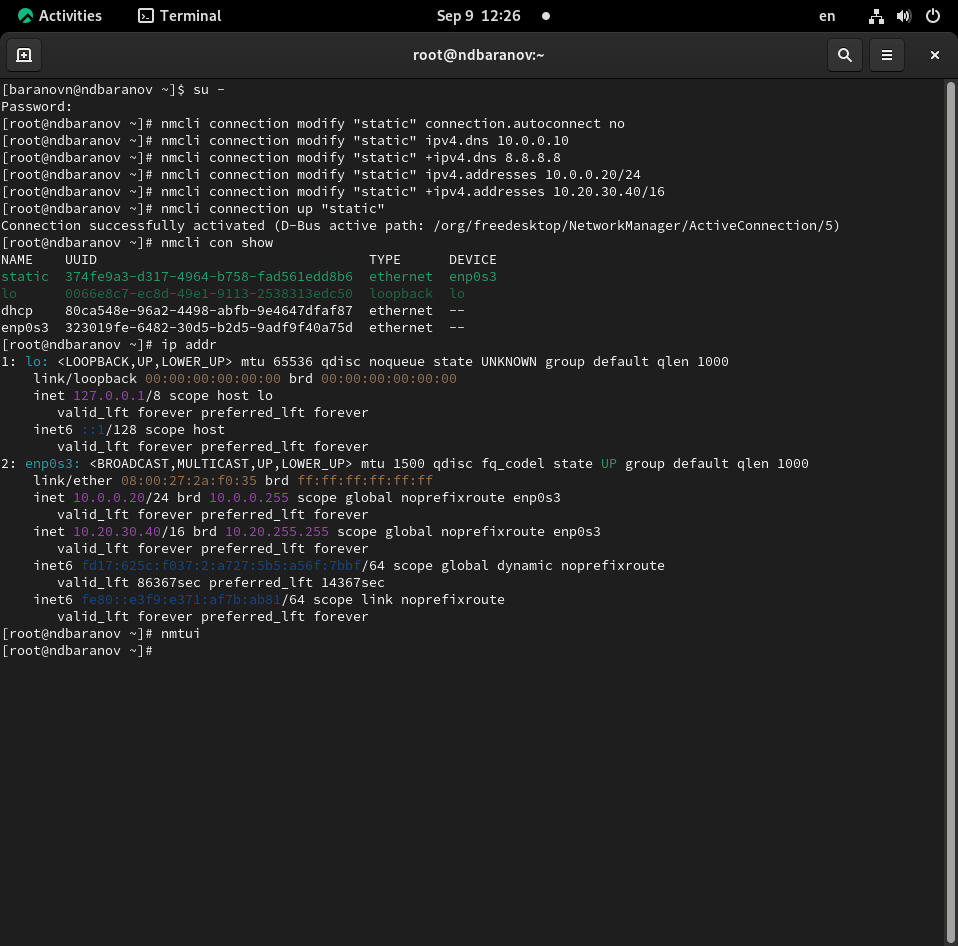 Activities Terminal Sep 9 12:26 en
root@ndbaranov:~
[baranovn@ndbaranov ~]$ su -
Password:
[root@ndbaranov ~]# nmcli connection modify "static" connection.autoconnect no
[root@ndbaranov ~]# nmcli connection modify "static" ipv4.dns 10.0.0.10
[root@ndbaranov ~]# nmcli connection modify "static" +ipv4.dns 8.8.8.8
[root@ndbaranov ~]# nmcli connection modify "static" ipv4.addresses 10.0.0.20/24
[root@ndbaranov ~]# nmcli connection modify "static" +ipv4.addresses 10.20.30.40/16
[root@ndbaranov ~]# nmcli connection up "static"
Connection successfully activated (D-Bus active path: /org/freedesktop/NetworkManager/ActiveConnection/5)
[root@ndbaranov ~]# nmcli con show
NAME    UUID                                  TYPE      DEVICE
static  374fe9a3-d317-4964-b758-fad561edd8b6  ethernet  enp0s3
lo      0066e8c7-ec8d-49e1-9113-2538313edc50  loopback  lo
dhcp    80ca548e-96a2-4498-abfb-9e4647dfaf87  ethernet  --
enp0s3  323019fe-6482-30d5-b2d5-9adf9f40a75d  ethernet  --
[root@ndbaranov ~]# ip addr
1: lo: <LOOPBACK,UP,LOWER_UP> mtu 65536 qdisc noqueue state UNKNOWN group default qlen 1000
    link/loopback 00:00:00:00:00:00 brd 00:00:00:00:00:00
    inet 127.0.0.1/8 scope host lo
       valid_lft forever preferred_lft forever
    inet6 ::1/128 scope host
       valid_lft forever preferred_lft forever
2: enp0s3: <BROADCAST,MULTICAST,UP,LOWER_UP> mtu 1500 qdisc fq_codel state UP group default qlen 1000
    link/ether 08:00:27:2a:f0:35 brd ff:ff:ff:ff:ff:ff
    inet 10.0.0.20/24 brd 10.0.0.255 scope global noprefixroute enp0s3
       valid_lft forever preferred_lft forever
    inet 10.20.30.40/16 brd 10.20.255.255 scope global noprefixroute enp0s3
       valid_lft forever preferred_lft forever
    inet6 fd17:625c:f037:2:a727:5b5:a56f:7bbf/64 scope global dynamic noprefixroute
       valid_lft 86367sec preferred_lft 14367sec
    inet6 fe80::e3f9:e371:af7b:ab81/64 scope link noprefixroute
       valid_lft forever preferred_lft forever
[root@ndbaranov ~]# nmtui
[root@ndbaranov ~]#